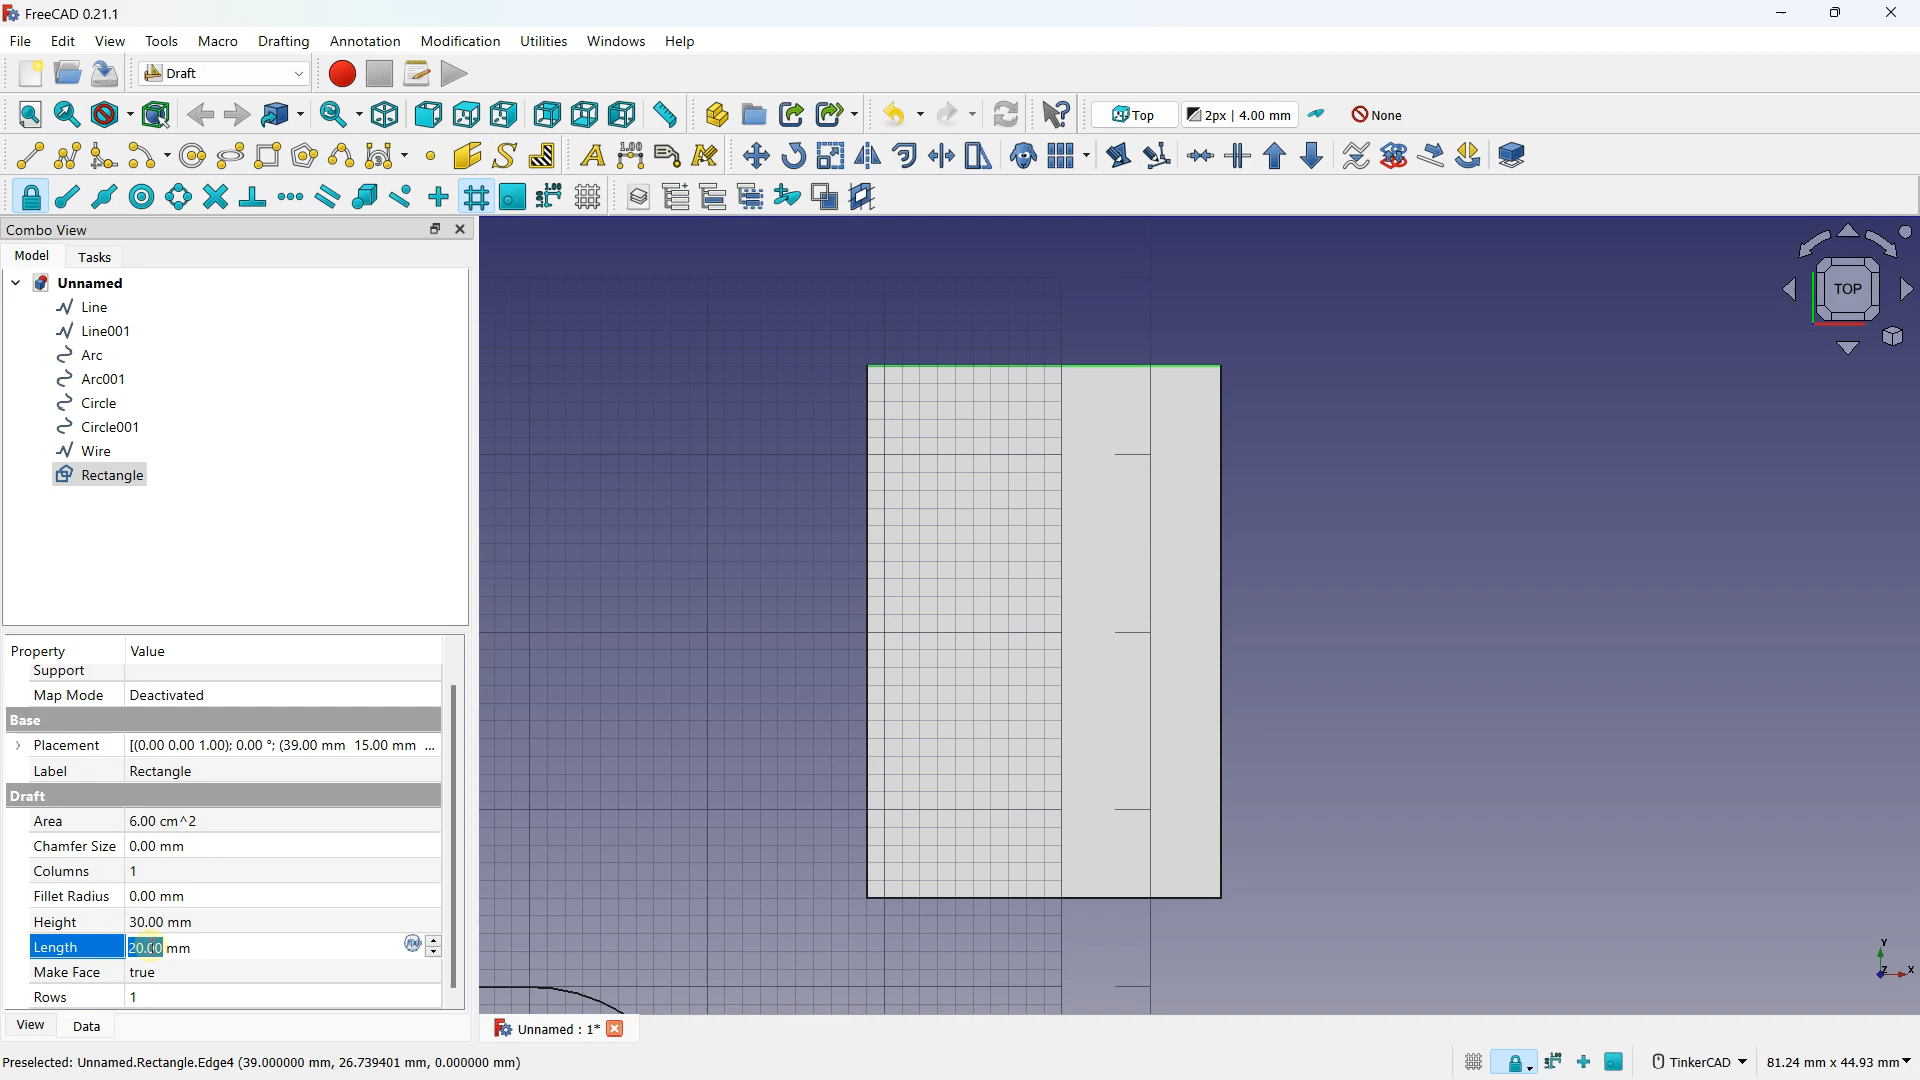 FreeCAD 0.21.1
File Edit View Tools Macro Drafting Annotation Modification Utilities Windows Help
Draft
Top 2px | 4.00 mm None
1.00
1.00
Combo View
Model Tasks
Unnamed
Line
Line001
Arc
Arc001
Circle
Circle001
Wire
Rectangle
TOP
Property Value
Support
Map Mode Deactivated
Base
Placement [(0.00 0.00 1.00); 0.00 °; (39.00 mm 15.00 mm ...
Label Rectangle
Draft
Area 6.00 cm^2
Chamfer Size 0.00 mm
Columns 1
Fillet Radius 0.00 mm
Height 30.00 mm
Length 20.00 mm
Make Face true
Rows 1
Y
Z X
View Data
Unnamed : 1*
Preselected: Unnamed.Rectangle.Edge4 (39.000000 mm, 26.739401 mm, 0.000000 mm)
TinkerCAD 81.24 mm x 44.93 mm